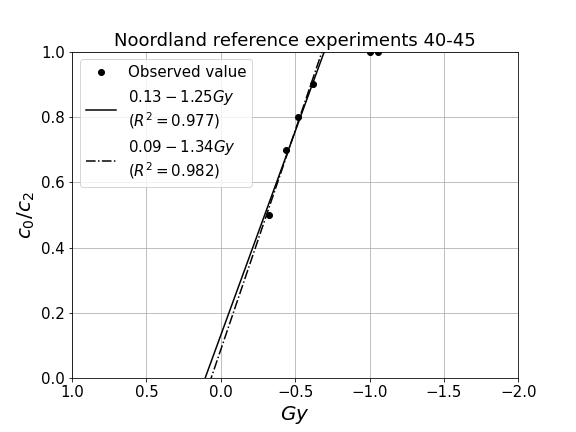 Noordland reference experiments 40-45
1.0
0.8
0.6
0.4
0.2
0.0
c₀/c₂
Observed value
0.13 − 1.25Gy
(R² = 0.977)
0.09 − 1.34Gy
(R² = 0.982)
1.0 0.5 0.0 −0.5 −1.0 −1.5 −2.0
Gy